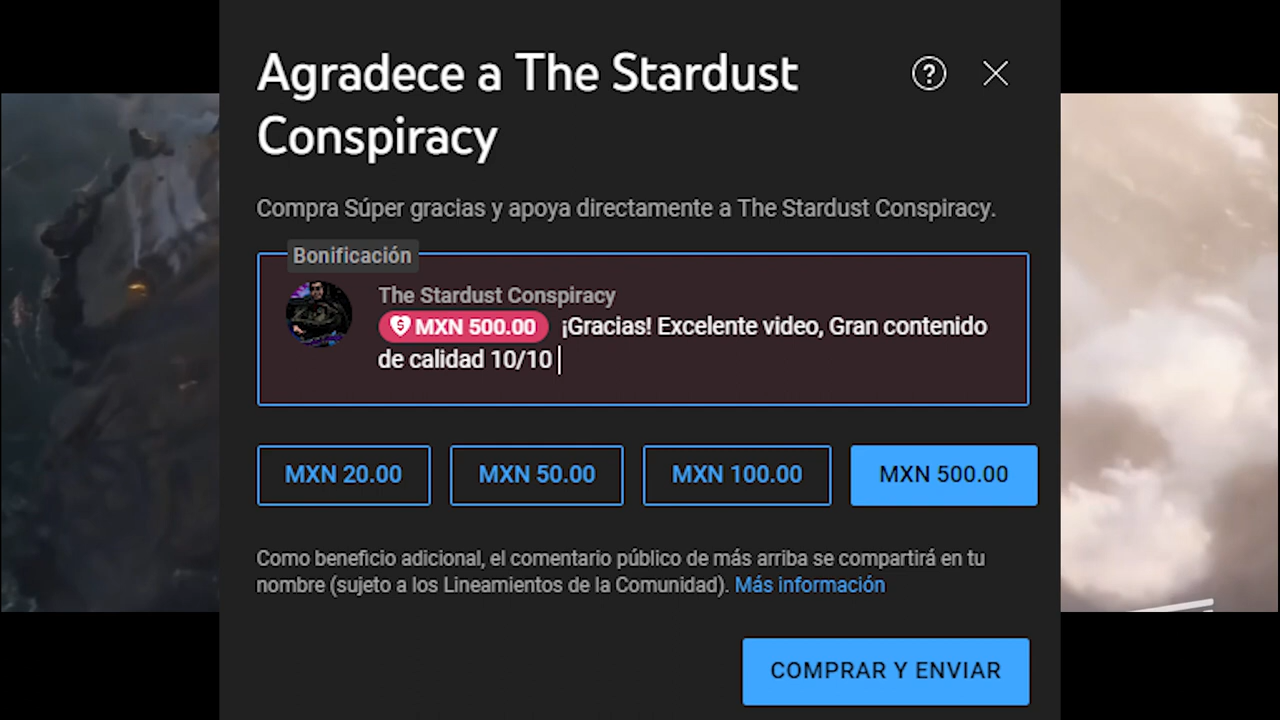 Agradece a The Stardust
Conspiracy
Compra Súper gracias y apoya directamente a The Stardust Conspiracy.
Bonificación
The Stardust Conspiracy
MXN 500.00 ¡Gracias! Excelente video, Gran contenido
de calidad 10/10
MXN 20.00
MXN 50.00
MXN 100.00
MXN 500.00
Como beneficio adicional, el comentario público de más arriba se compartirá en tu
nombre (sujeto a los Lineamientos de la Comunidad). Más información
COMPRAR Y ENVIAR